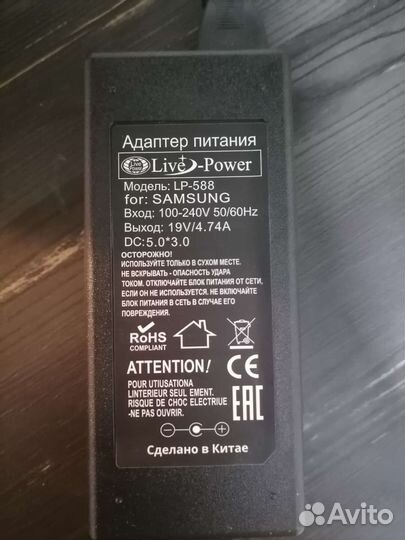 Адаптер питания
Live Power Live-Power
Модель: LP-588
for: SAMSUNG
Вход: 100-240V 50/60Hz
Выход: 19V/4.74A
DC:5.0*3.0
ОСТОРОЖНО!
ИСПОЛЬЗУЙТЕ ТОЛЬКО В СУХОМ МЕСТЕ.
НЕ ВСКРЫВАТЬ - ОПАСНОСТЬ УДАРА
ТОКОМ. ОТКЛЮЧАЙТЕ БЛОК ПИТАНИЯ ОТ СЕТИ,
ЕСЛИ ОН НЕ ИСПОЛЬЗУЕТСЯ. НЕ ВКЛЮЧАЙТЕ
БЛОК ПИТАНИЯ В СЕТЬ В СЛУЧАЕ ЕГО
ПОВРЕЖДЕНИЯ.
RoHS
COMPLIANT
ATTENTION! CE
POUR UTIUSATIONA
LINTERIEUR SEUL EMENT.
RISQUE DE CHOC ELECTRIUE
-NE PAS OUVRIR.
EAC
Сделано в Китае
Avito